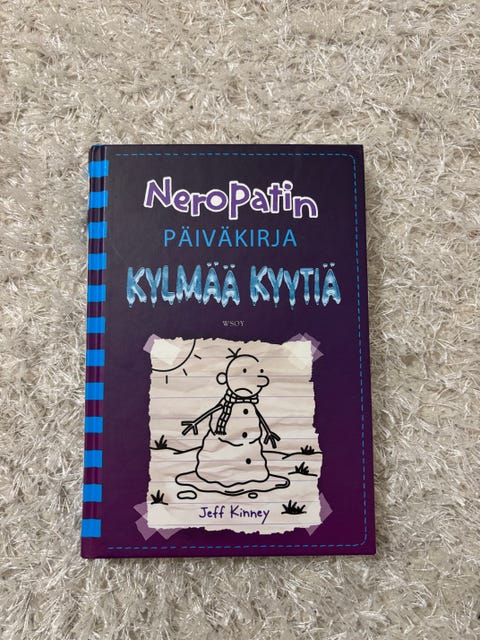 Neropatin
PÄIVÄKIRJA
KYLMÄÄ KYYTIÄ
WSOY
Jeff Kinney